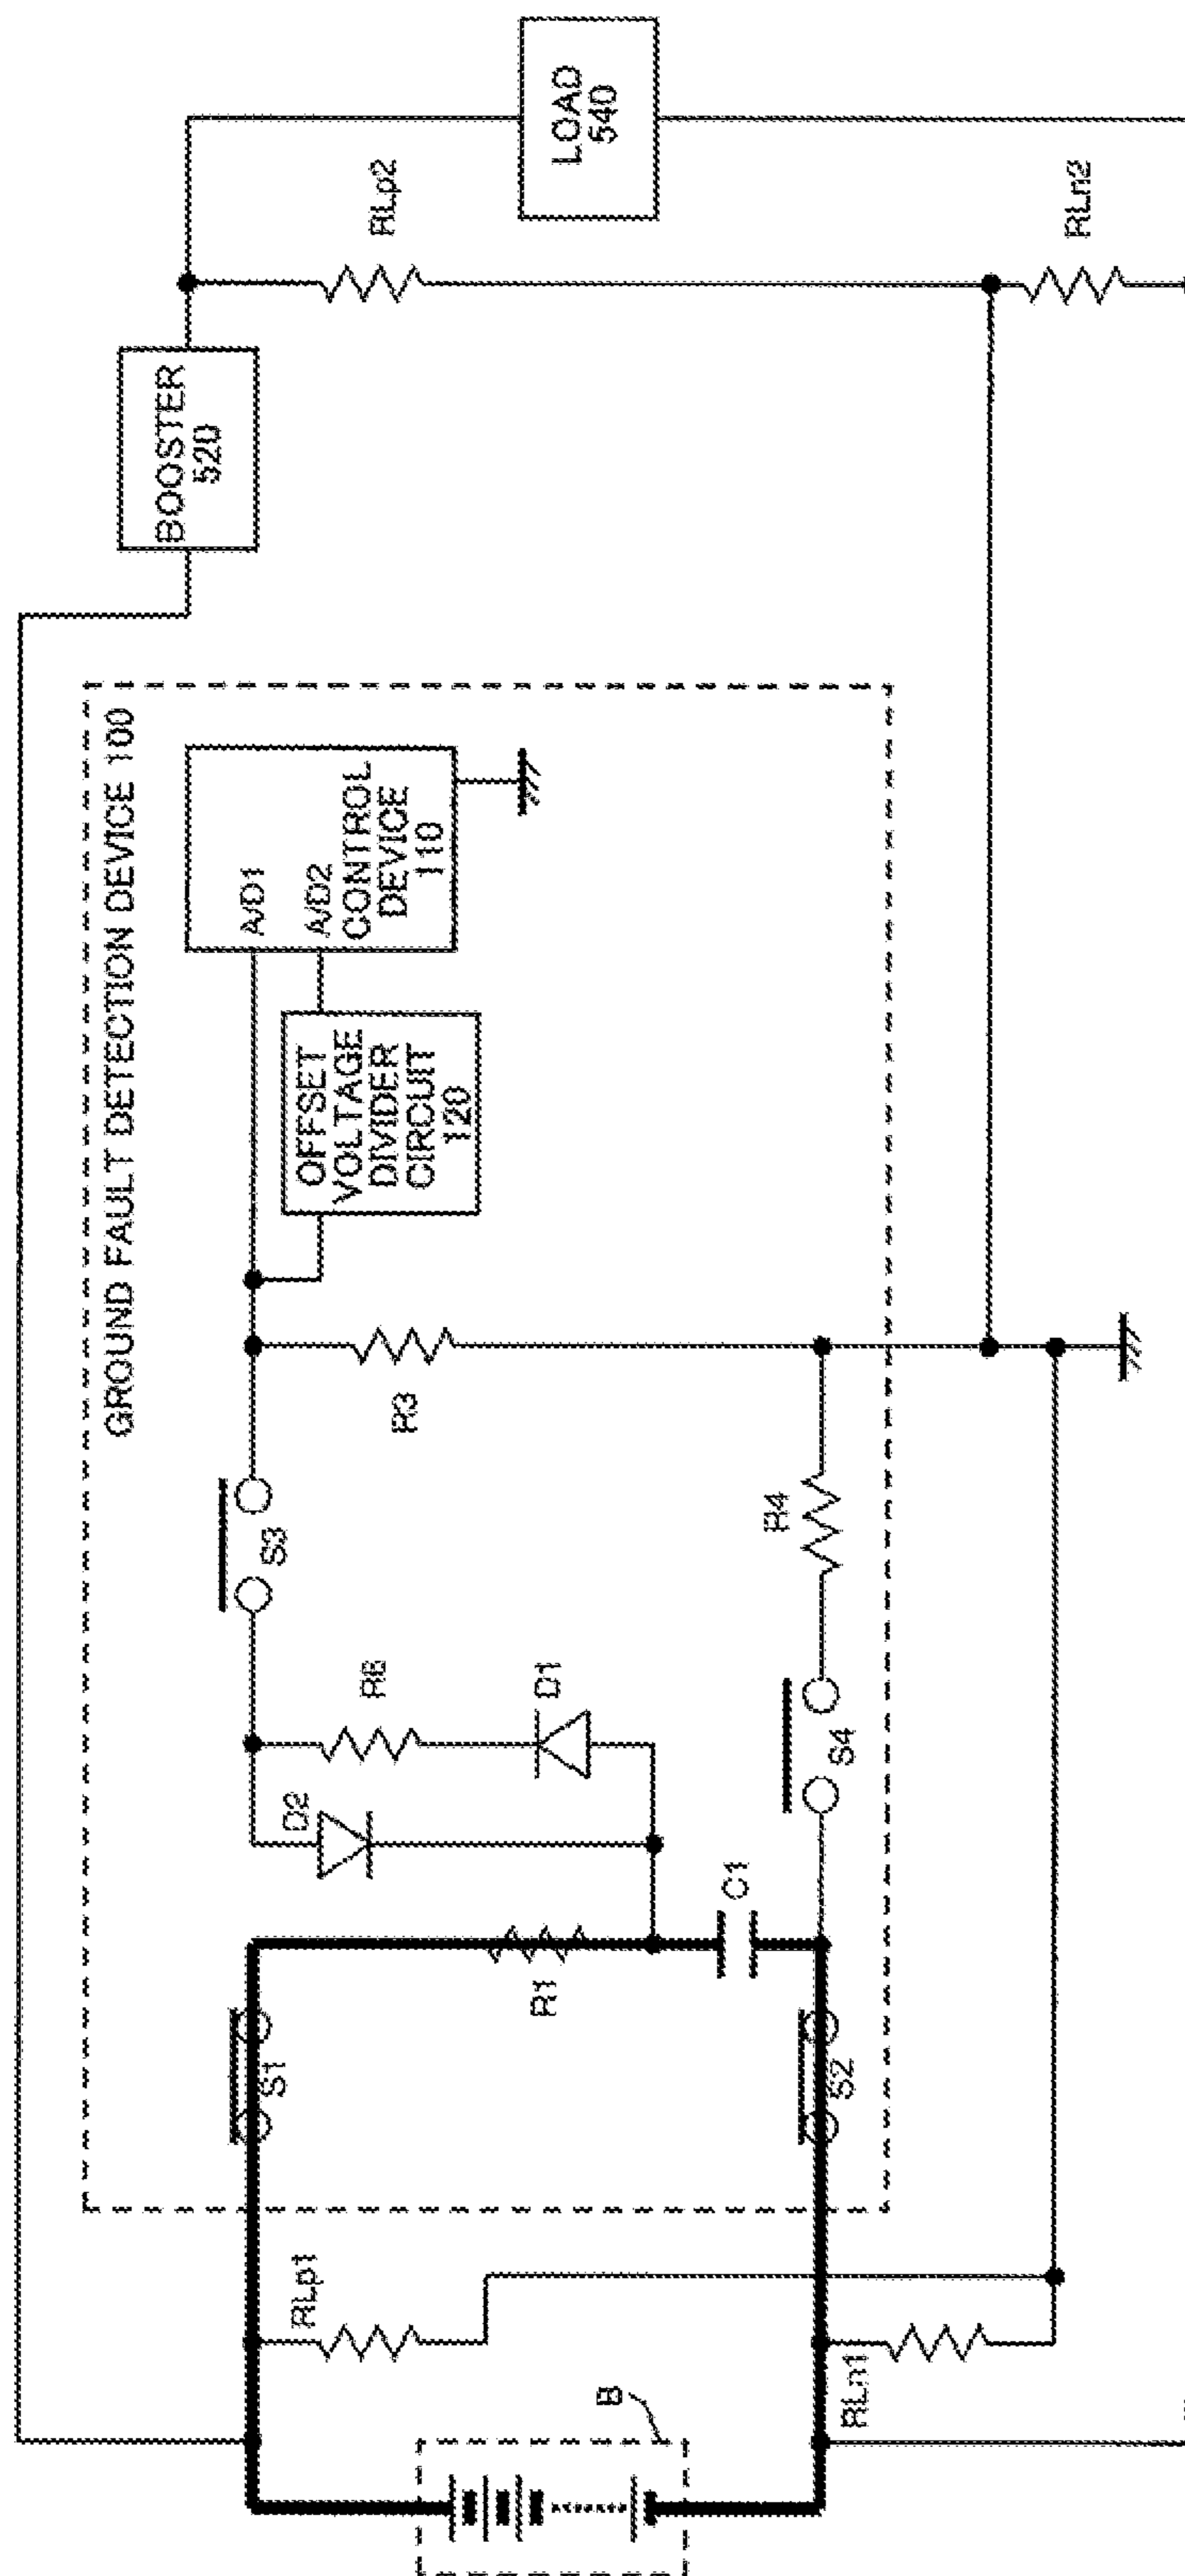 LOAD
540
RLp2
RLn2
BOOSTER
520
GROUND FAULT DETECTION DEVICE 100
A/D1
A/D2
CONTROL
DEVICE
110
OFFSET
VOLTAGE
DIVIDER
CIRCUIT
120
R3
S3
R4
R6
D1
S4
D2
C1
R1
S1
S2
RLp1
RLn1
B